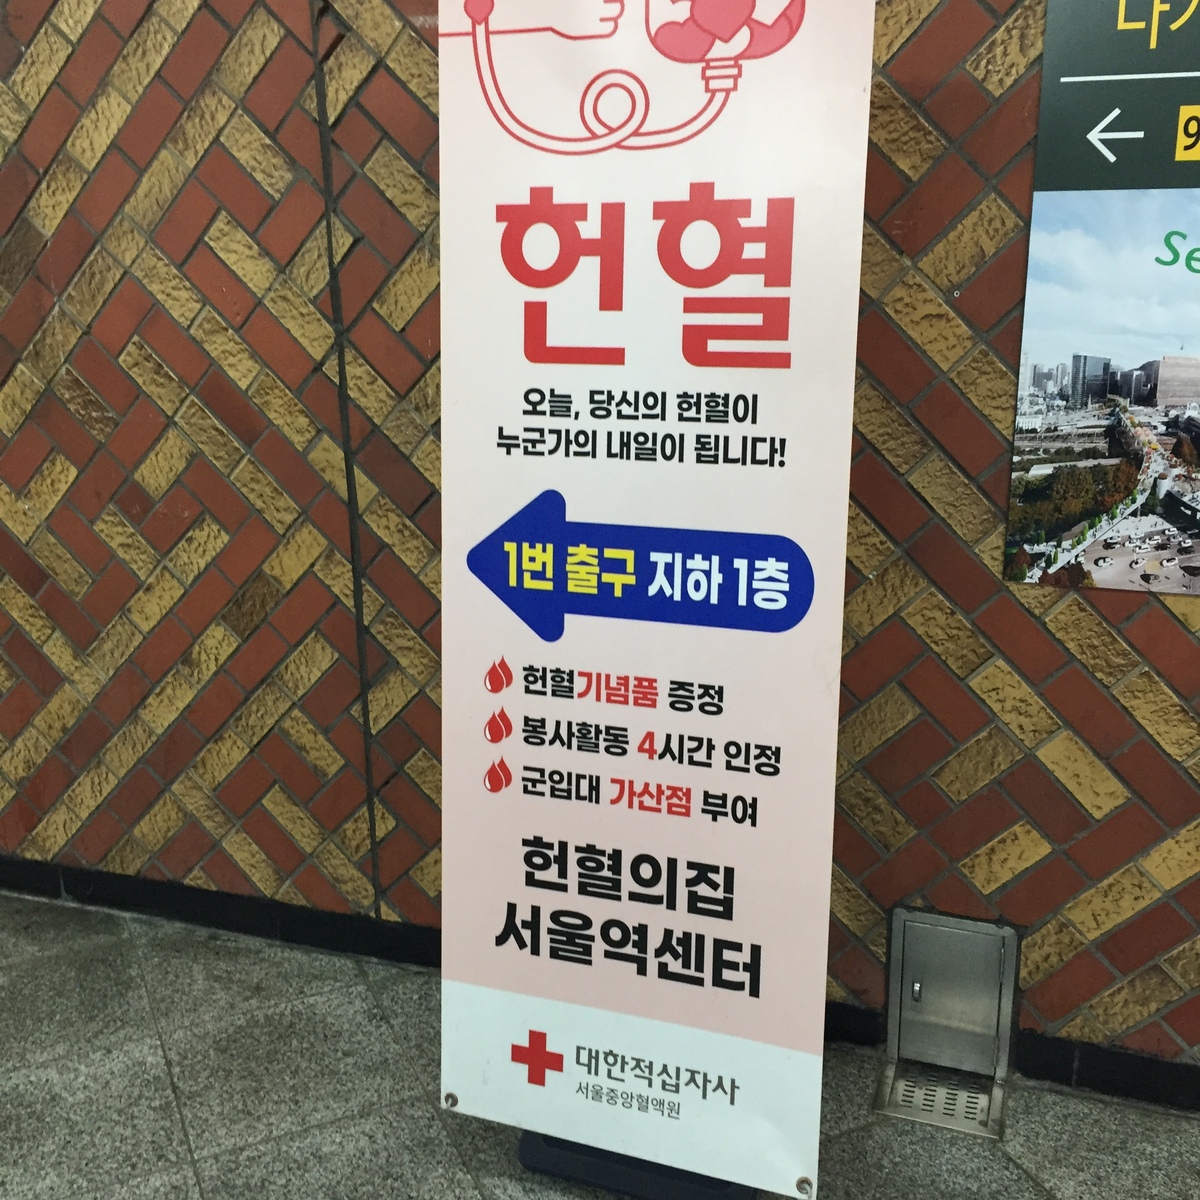 헌혈
오늘, 당신의 헌혈이
누군가의 내일이 됩니다!
1번 출구 지하 1층
헌혈기념품 증정
봉사활동 4시간 인정
군입대 가산점 부여
헌혈의집
서울역센터
대한적십자사
서울중앙혈액원
9
Se